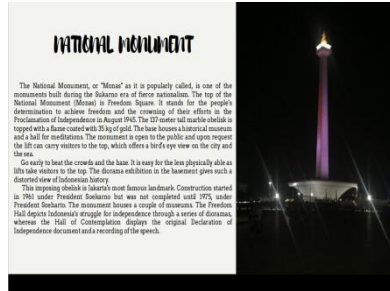 NATIONAL MONUMENT
The National Monument, or "Monas" as it is popularly called, is one of the
monuments built during the Sukarno era of fierce nationalism. The top of the
National Monument (Monas) is Freedom Square. It stands for the people's
determination to achieve freedom and the crowning of their efforts in the
Proclamation of Independence in August 1945. The 137-meter tall marble obelisk is
topped with a flame coated with 35 kg of gold. The base houses a historical museum
and a hall for meditations. The monument is open to the public and upon request
the lift can carry visitors to the top, which offers a bird's eye view on the city and
the sea.
Go early to beat the crowds and the haze. It is easy for the less physically able as
lifts take visitors to the top. The diorama exhibition in the basement gives such a
distorted view of Indonesian history.
This imposing obelisk is Jakarta's most famous landmark. Construction started
in 1961 under President Soekarno but was not completed until 1975, under
President Soeharto. The monument houses a couple of museums. The Freedom
Hall depicts Indonesia's struggle for independence through a series of dioramas,
whereas the Hall of Contemplation displays the original Declaration of
Independence document and a recording of the speech.